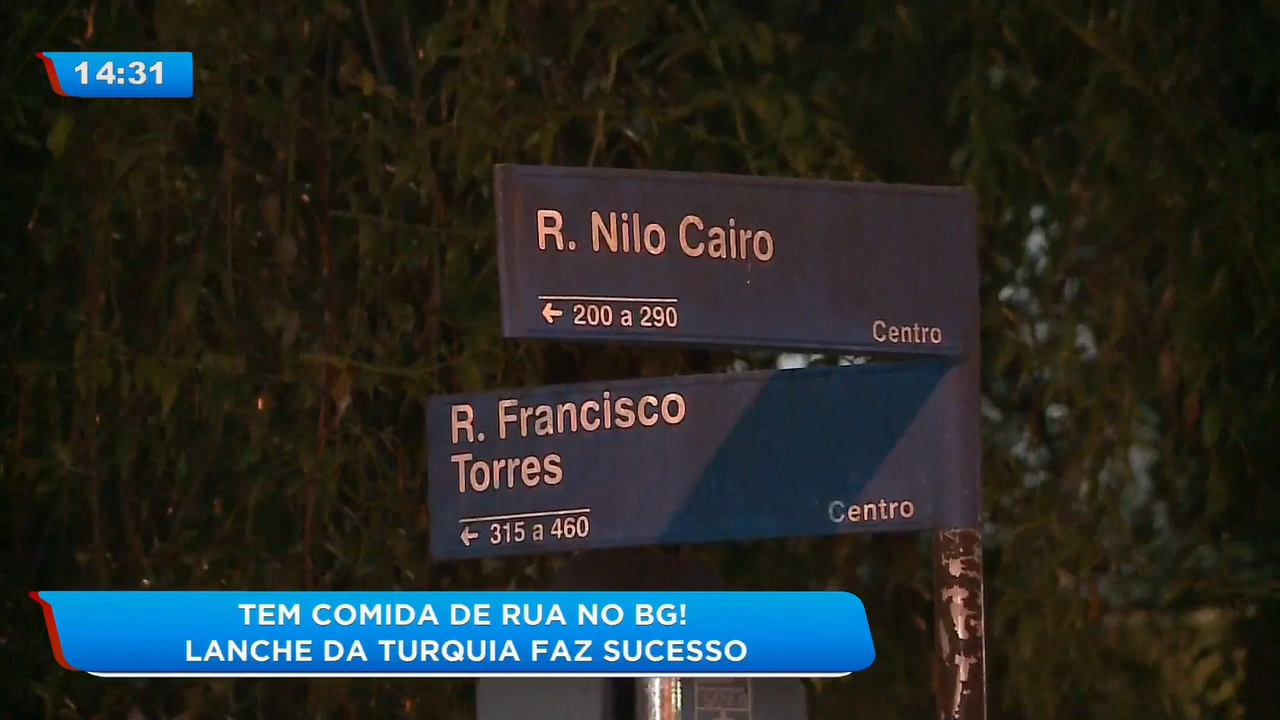 14:31
R. Nilo Cairo
← 200 a 290
Centro
R. Francisco
Torres
← 315 a 460
Centro
TEM COMIDA DE RUA NO BG!
LANCHE DA TURQUIA FAZ SUCESSO